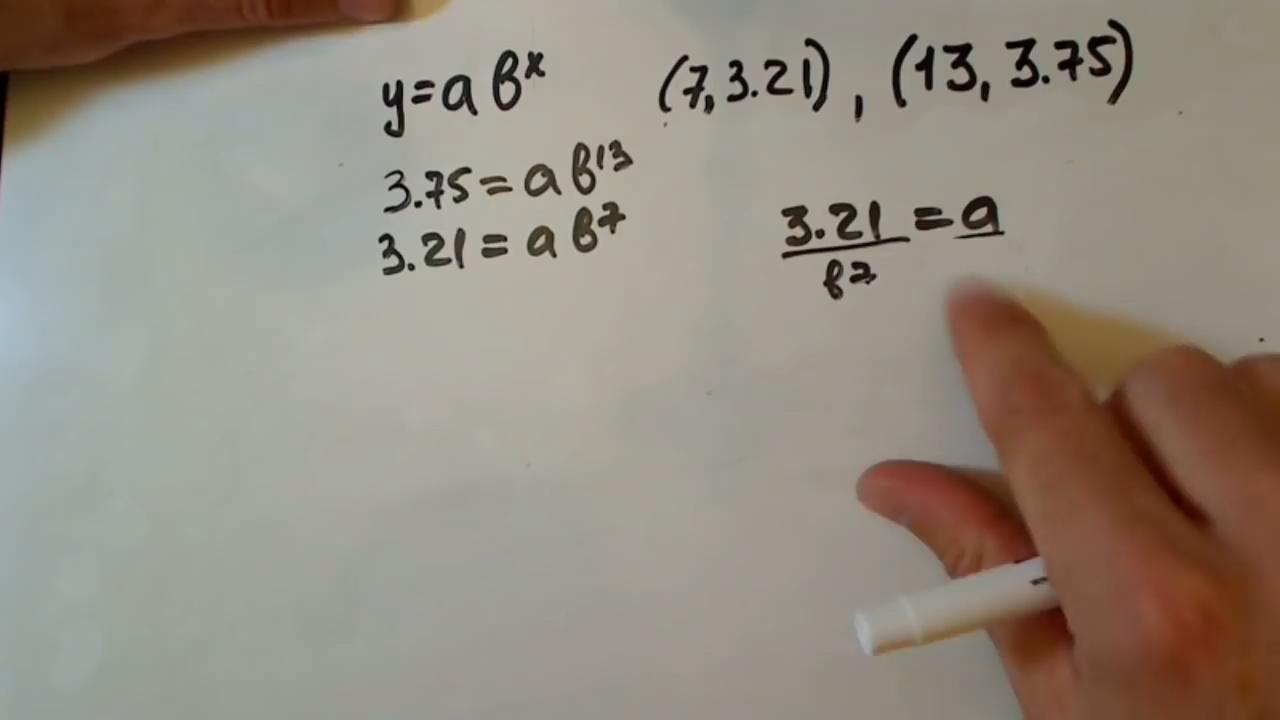 y=ab^x (7,3.21), (13,3.75)
3.75=ab^13
3.21=ab^7
3.21/b^7=a